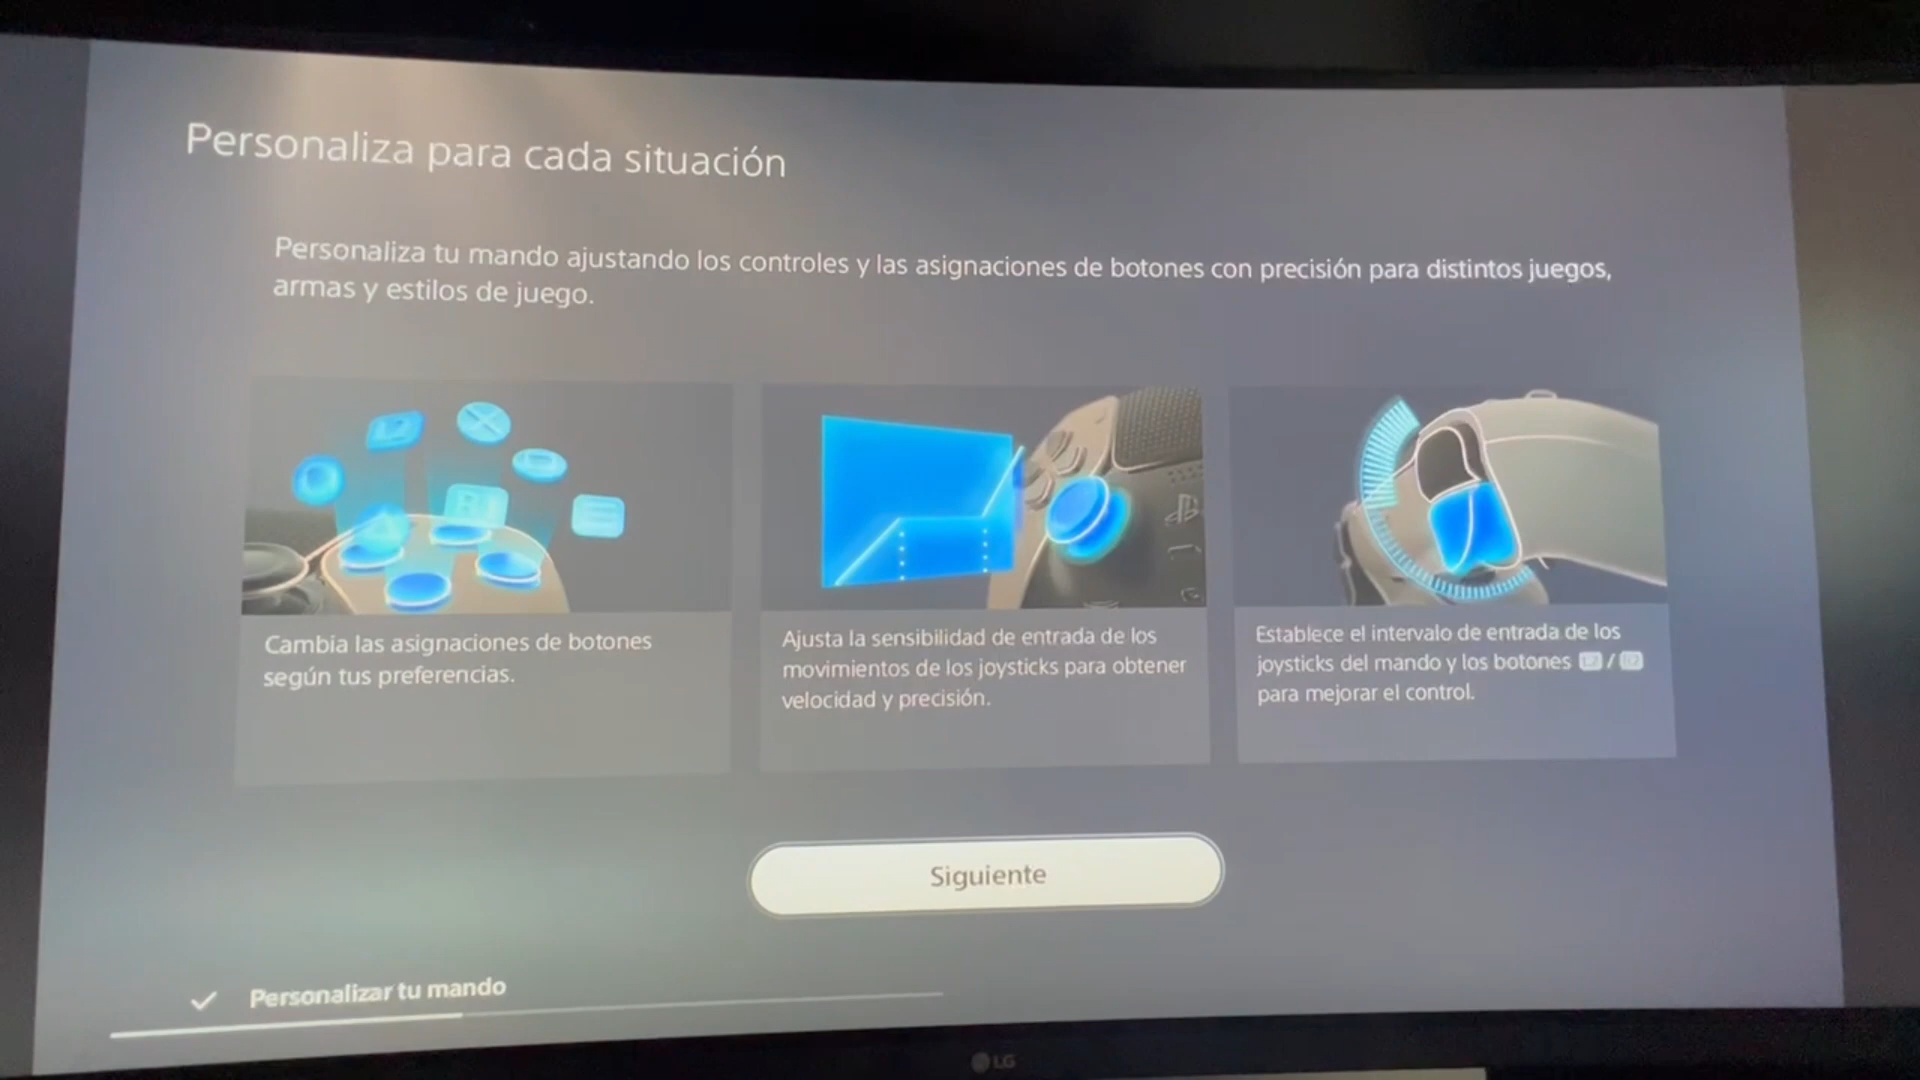 Personaliza para cada situación
Personaliza tu mando ajustando los controles y las asignaciones de botones con precisión para distintos juegos,
armas y estilos de juego.
R1
Cambia las asignaciones de botones
según tus preferencias.
Ajusta la sensibilidad de entrada de los
movimientos de los joysticks para obtener
velocidad y precisión.
Establece el intervalo de entrada de los
joysticks del mando y los botones L2 / R2
para mejorar el control.
Siguiente
Personalizar tu mando
LG